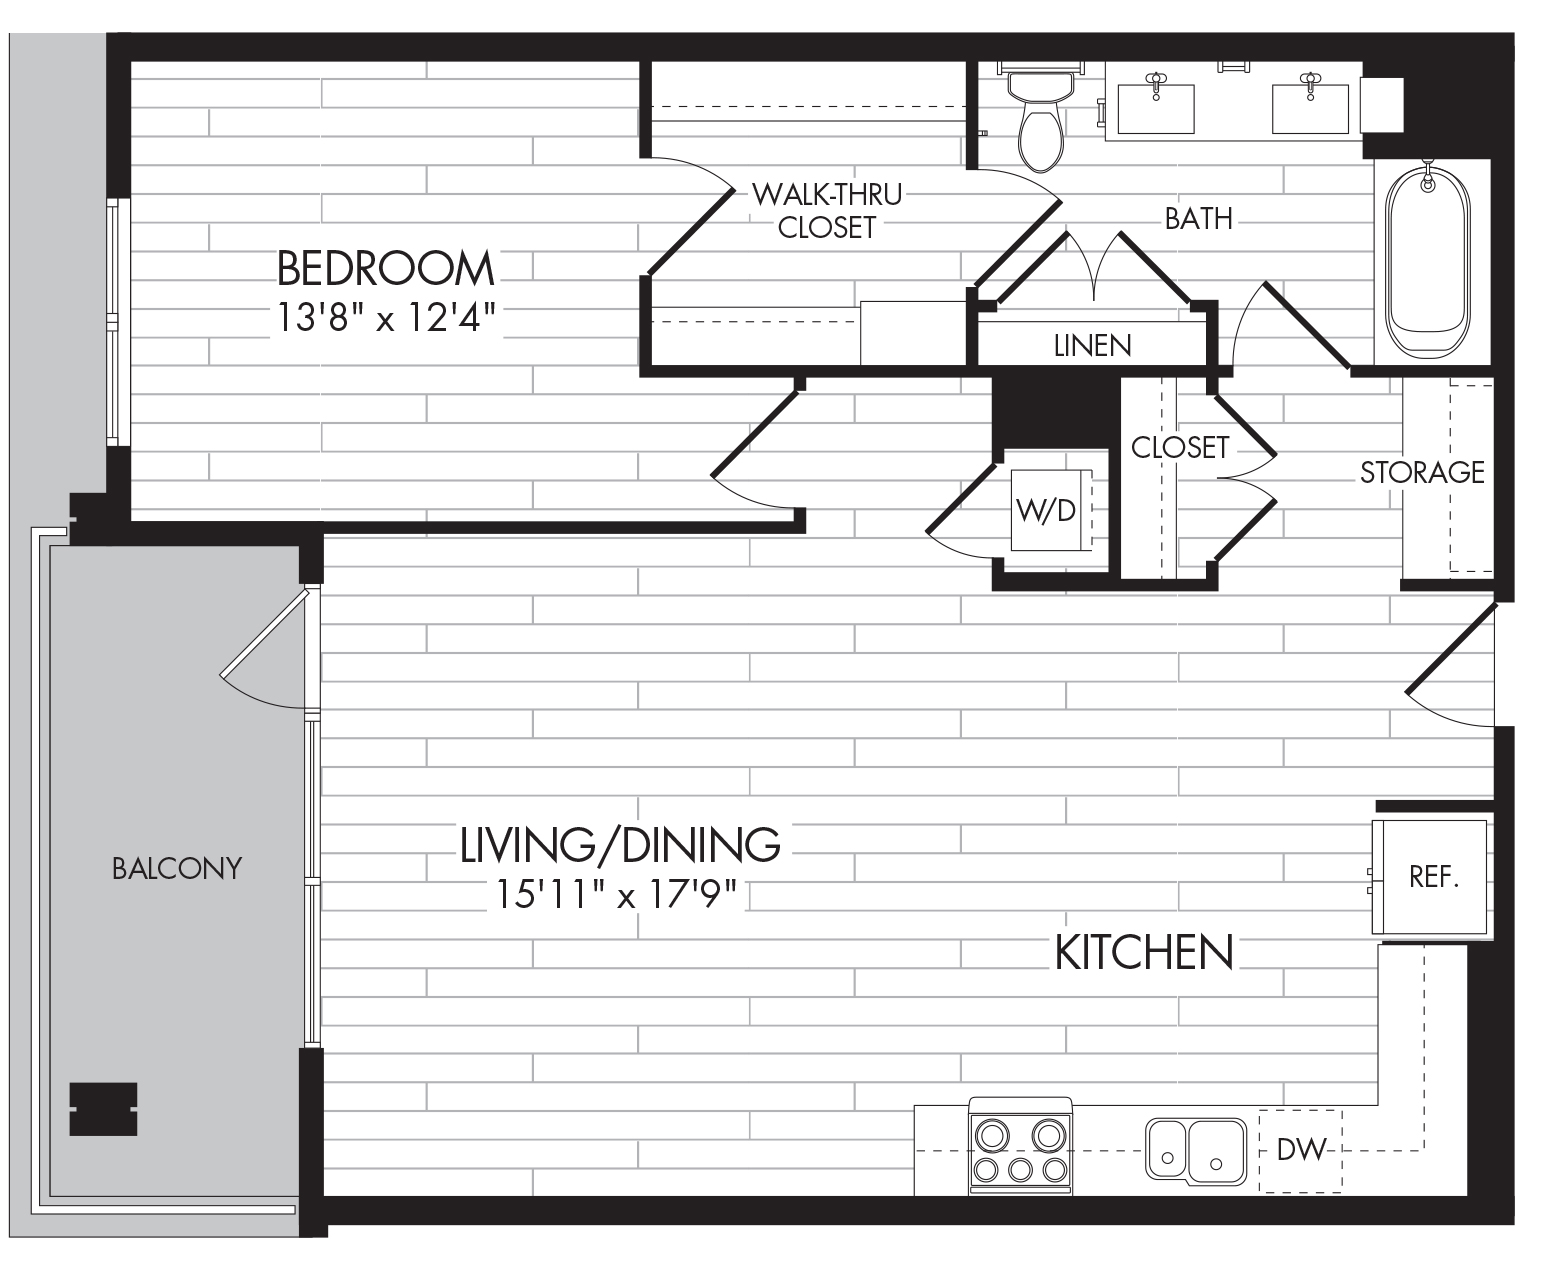 WALK-THRU
CLOSET
BATH
BEDROOM
13'8" x 12'4"
LINEN
CLOSET
STORAGE
W/D
LIVING/DINING
15'11" x 17'9"
BALCONY
REF.
KITCHEN
DW